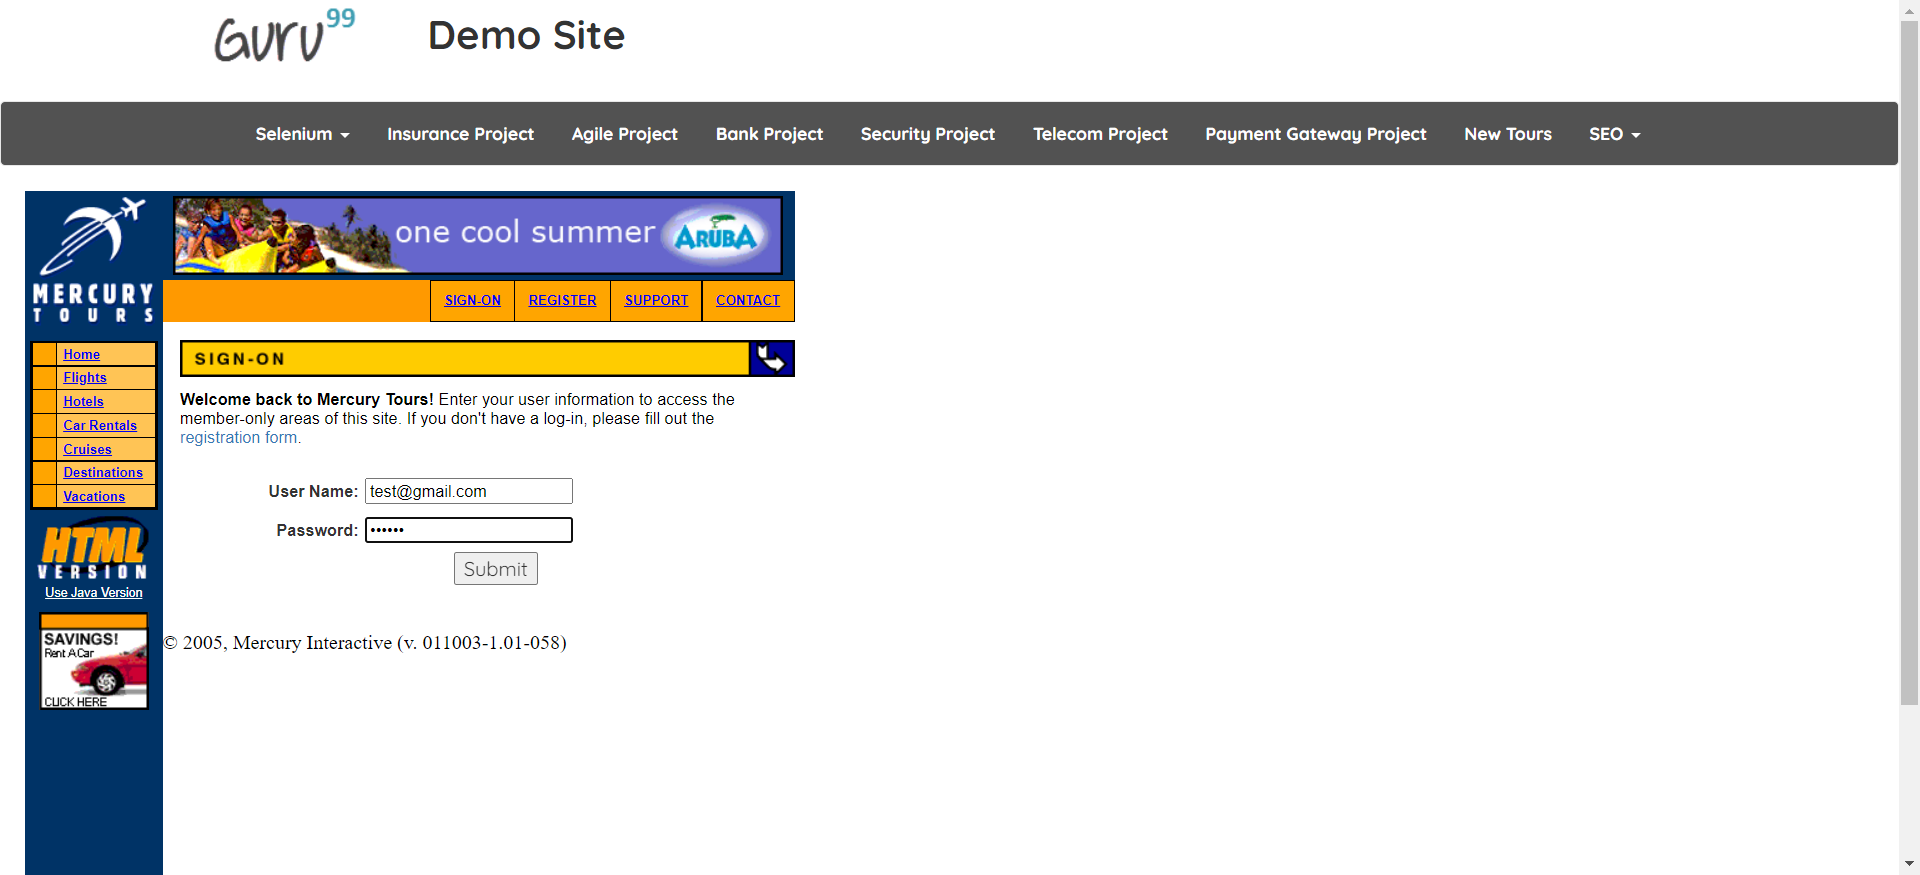 Guru99 Demo Site
Selenium Insurance Project Agile Project Bank Project Security Project Telecom Project Payment Gateway Project New Tours SEO
MERCURY
TOURS
one cool summer ARUBA
SIGN-ON REGISTER SUPPORT CONTACT
Home
Flights
Hotels
Car Rentals
Cruises
Destinations
Vacations
HTML
VERSION
Use Java Version
SAVINGS!
Rent A Car
CLICK HERE
SIGN-ON
Welcome back to Mercury Tours! Enter your user information to access the
member-only areas of this site. If you don't have a log-in, please fill out the
registration form.
User Name: test@gmail.com
Password: ••••••
Submit
© 2005, Mercury Interactive (v. 011003-1.01-058)